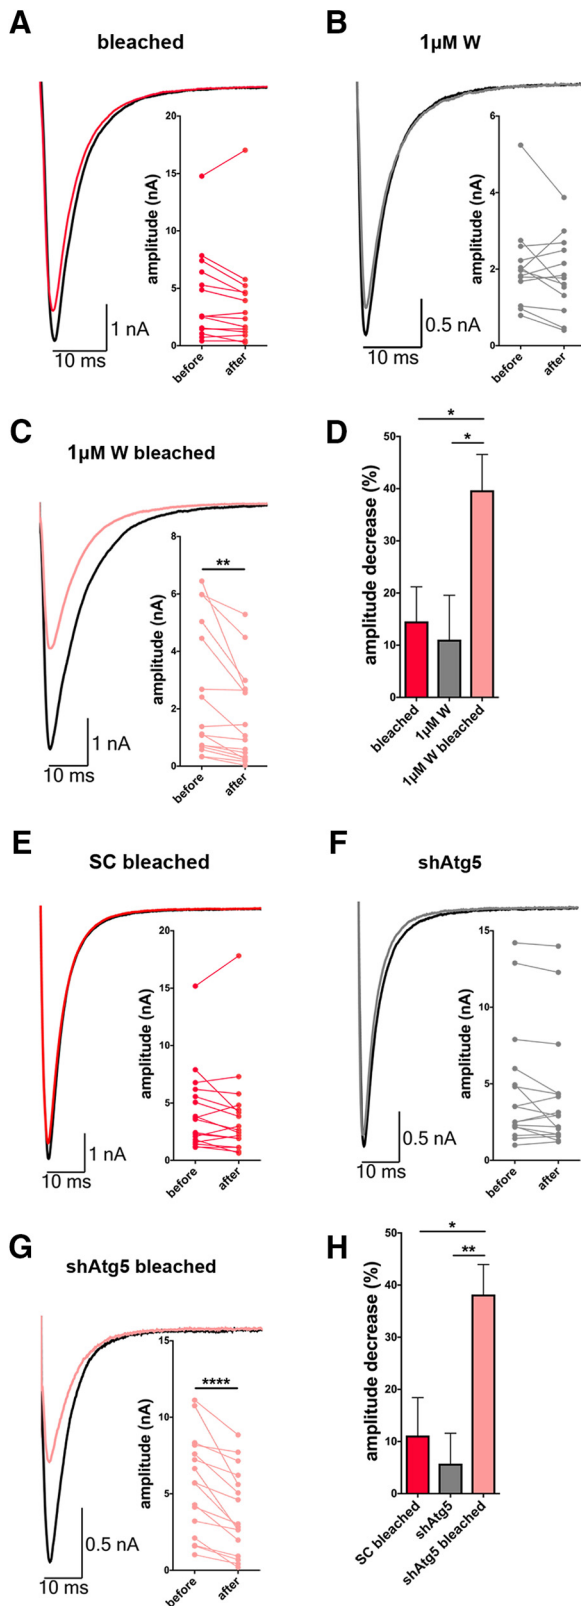 A
bleached
20
15
10
5
0
amplitude (nA)
before
after
1 nA
10 ms
B
1µM W
6
4
2
0
amplitude (nA)
before
after
0.5 nA
10 ms
C
1µM W bleached
8
6
4
2
0
amplitude (nA)
**
before
after
1 nA
10 ms
D
50
40
30
20
10
0
amplitude decrease (%)
*
*
bleached
1µM W
1µM W bleached
E
SC bleached
20
15
10
5
0
amplitude (nA)
before
after
1 nA
10 ms
F
shAtg5
15
10
5
0
amplitude (nA)
before
after
0.5 nA
10 ms
G
shAtg5 bleached
15
10
5
0
amplitude (nA)
****
before
after
0.5 nA
10 ms
H
50
40
30
20
10
0
amplitude decrease (%)
*
**
SC bleached
shAtg5
shAtg5 bleached